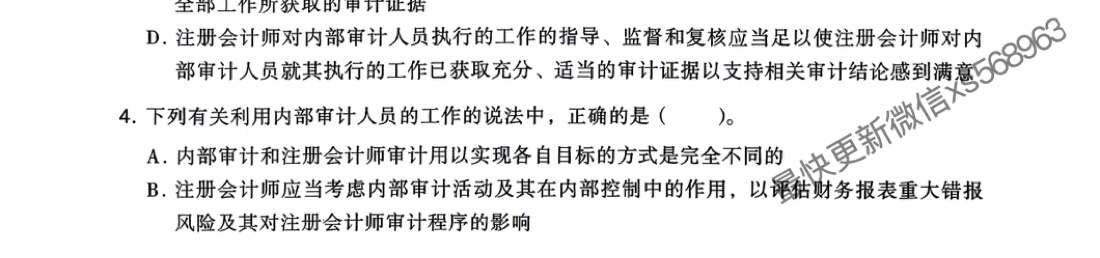 全部工作所获取的审计证据
D. 注册会计师对内部审计人员执行的工作的指导、监督和复核应当足以使注册会计师对内
部审计人员就其执行的工作已获取充分、适当的审计证据以支持相关审计结论感到满意
4. 下列有关利用内部审计人员的工作的说法中，正确的是（　　）。
A. 内部审计和注册会计师审计用以实现各自目标的方式是完全不同的
B. 注册会计师应当考虑内部审计活动及其在内部控制中的作用，以评估财务报表重大错报
风险及其对注册会计师审计程序的影响
最快更新微信xs568963